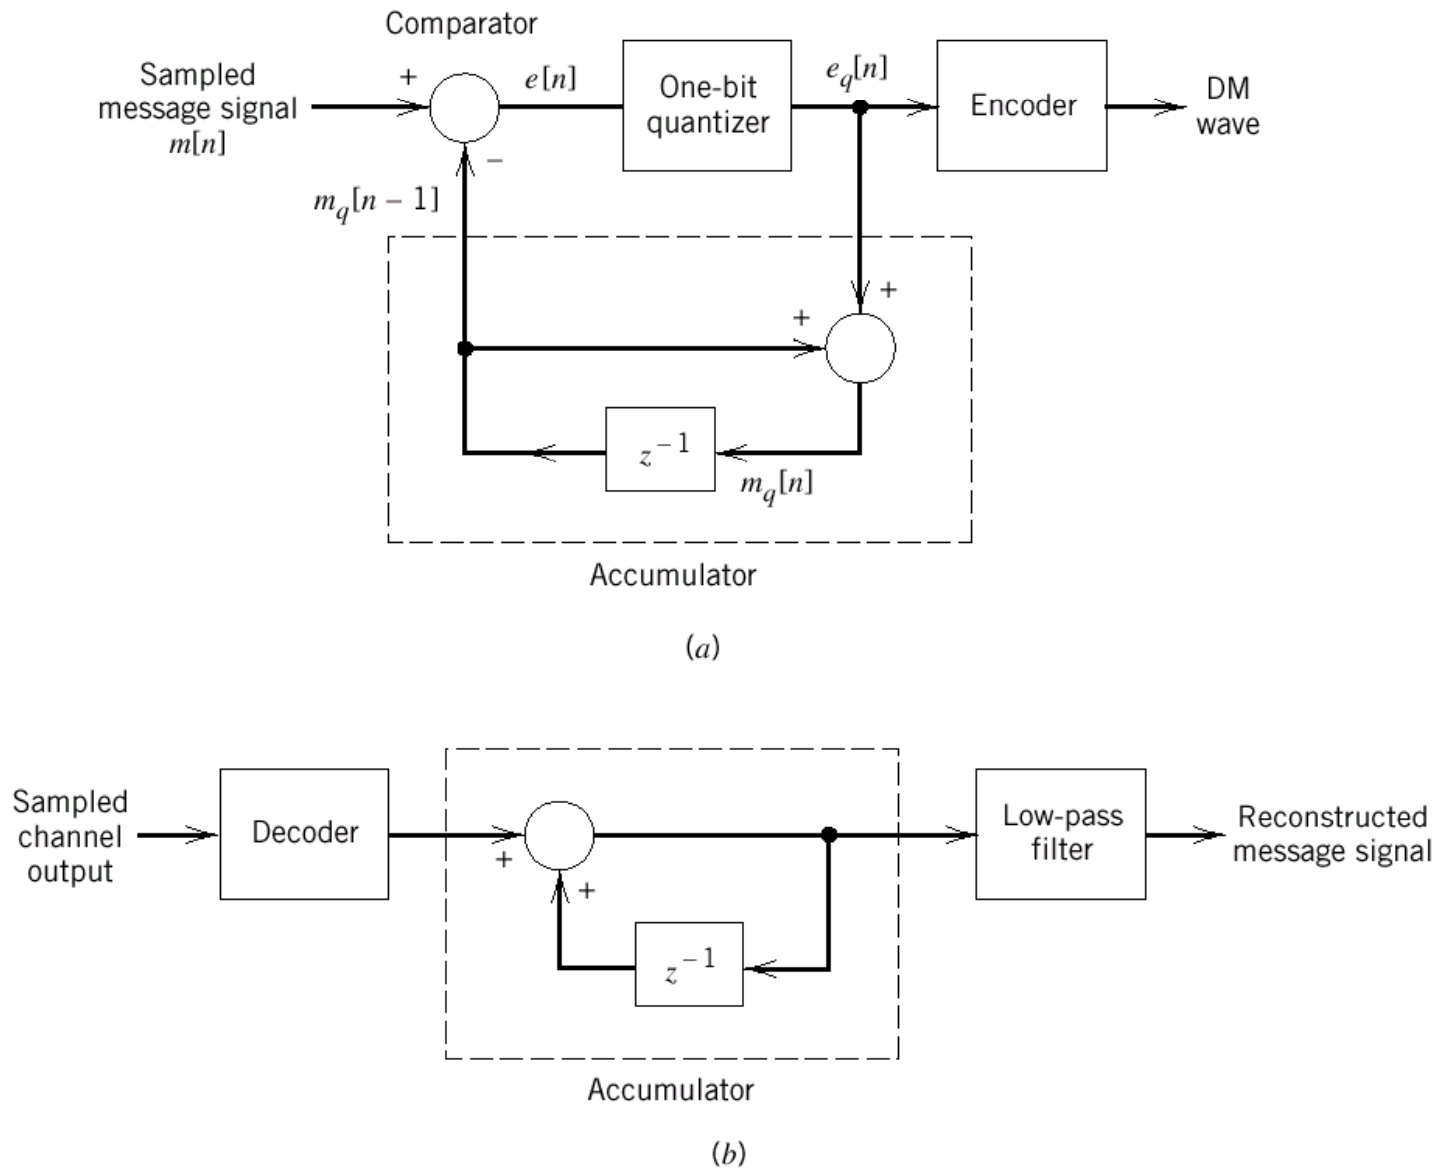 Comparator
Sampled
message signal
m[n]
+
−
e[n]
One-bit
quantizer
e_q[n]
Encoder
DM
wave
m_q[n − 1]
+
+
z^{−1}
m_q[n]
Accumulator
(a)
Sampled
channel
output
Decoder
+
+
z^{−1}
Low-pass
filter
Reconstructed
message signal
Accumulator
(b)